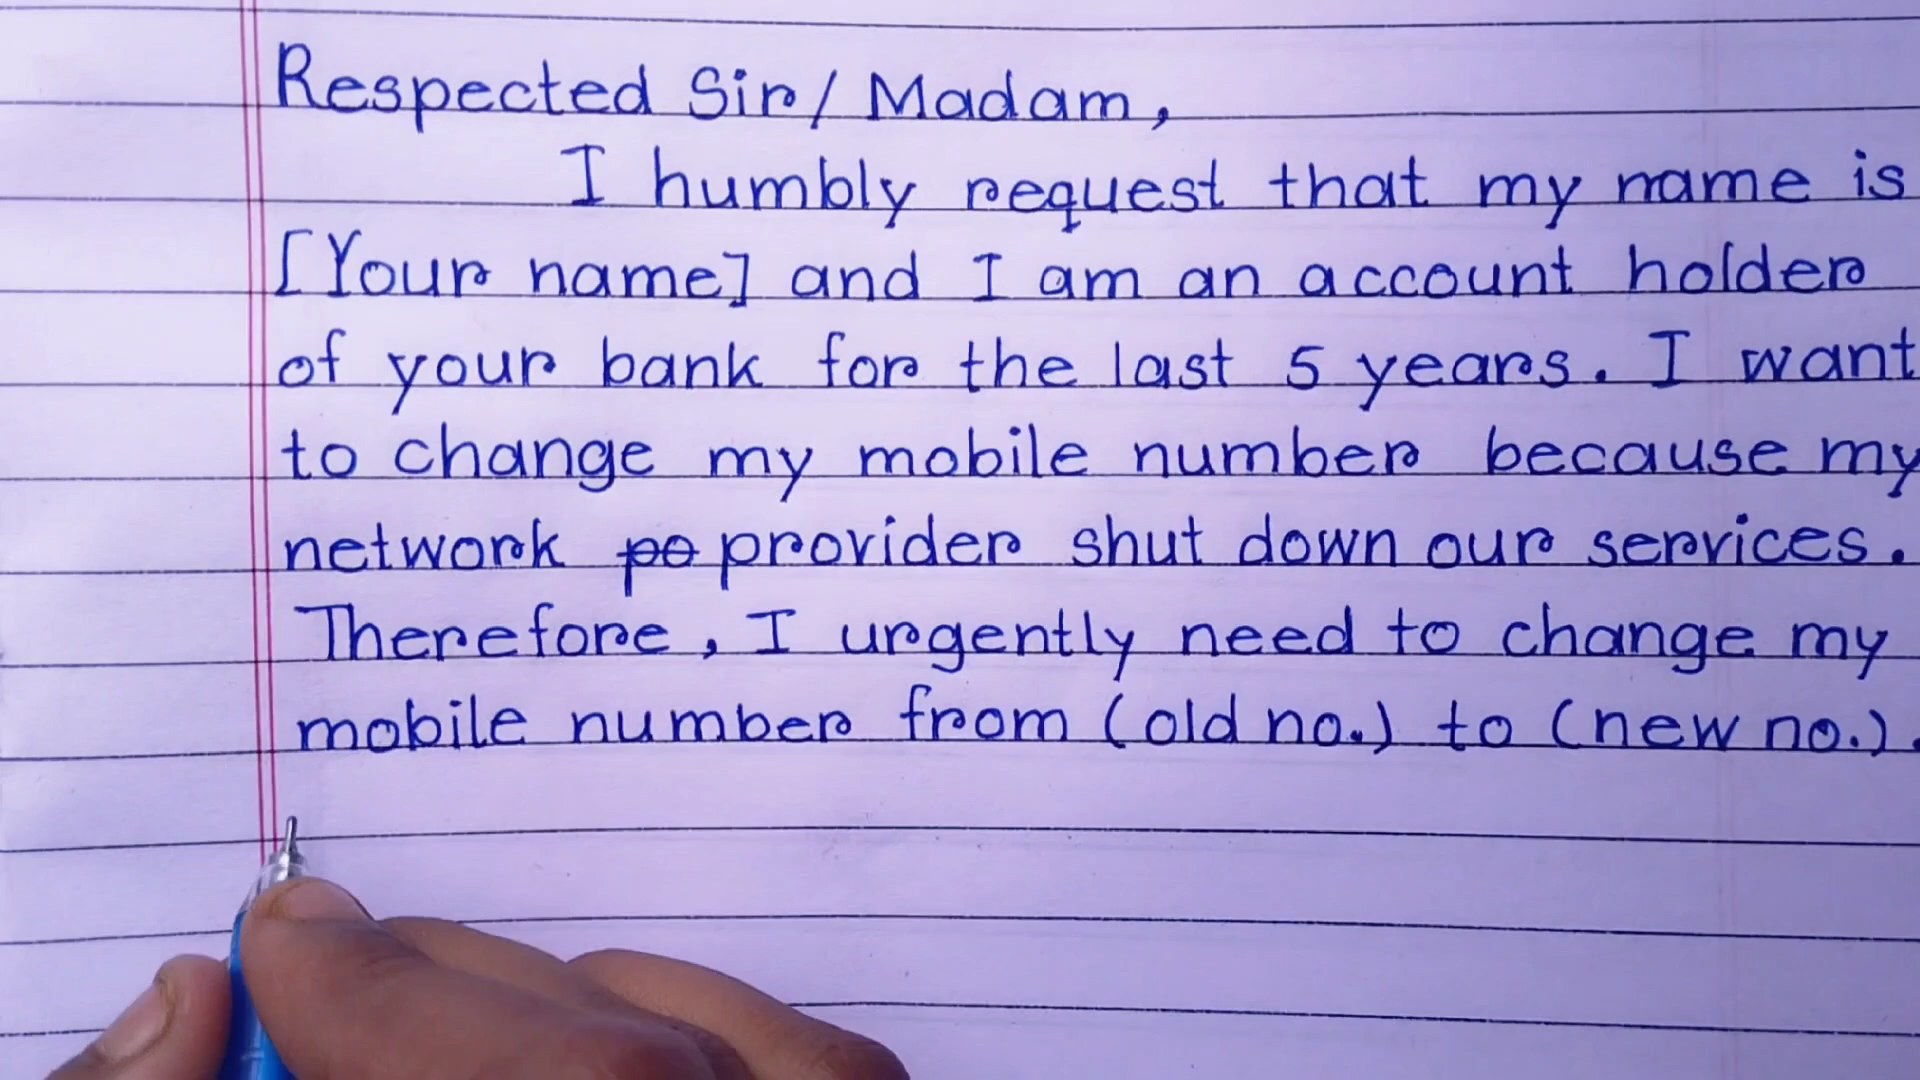 Respected Sir/ Madam,
I humbly request that my name is
[Your name] and I am an account holder
of your bank for the last 5 years. I want
to change my mobile number because my
network po provider shut down our services.
Therefore, I urgently need to change my
mobile number from (old no.) to (new no.).